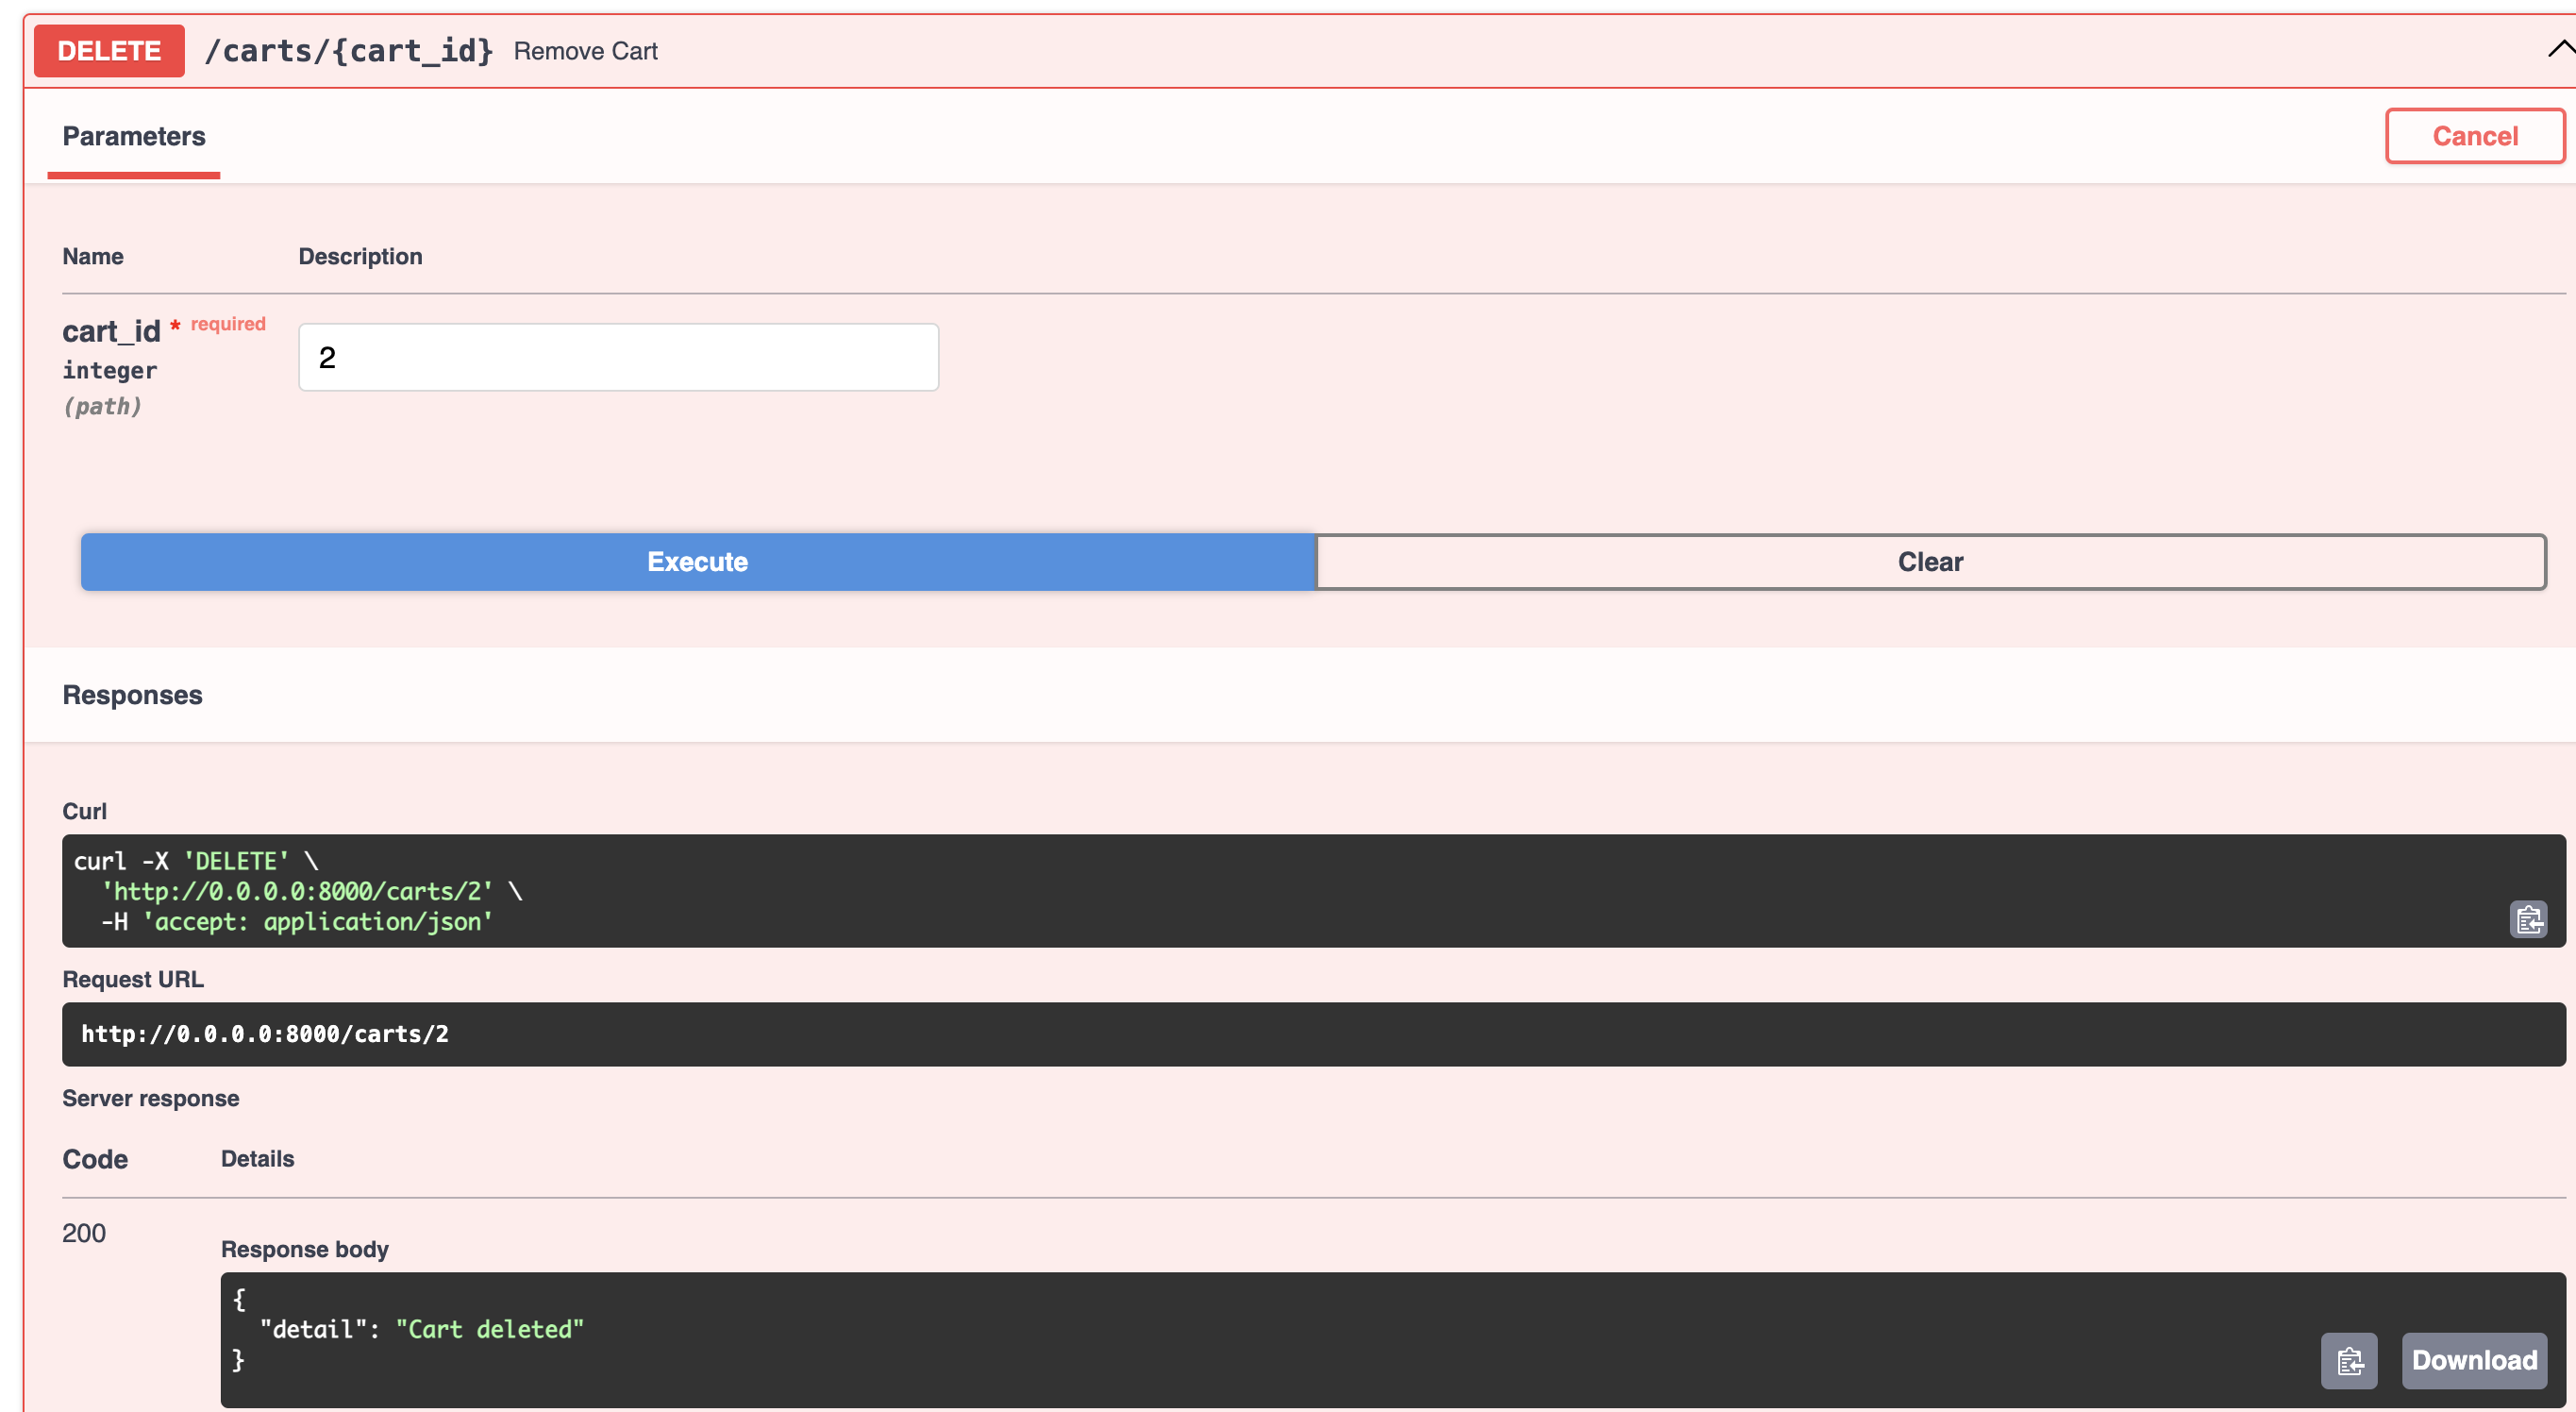 DELETE /carts/{cart_id} Remove Cart
Parameters Cancel
Name Description
cart_id * required
integer
(path)
2
Execute Clear
Responses
Curl
curl -X 'DELETE' \
'http://0.0.0.0:8000/carts/2' \
-H 'accept: application/json'
Request URL
http://0.0.0.0:8000/carts/2
Server response
Code Details
200
Response body
{
"detail": "Cart deleted"
}
Download